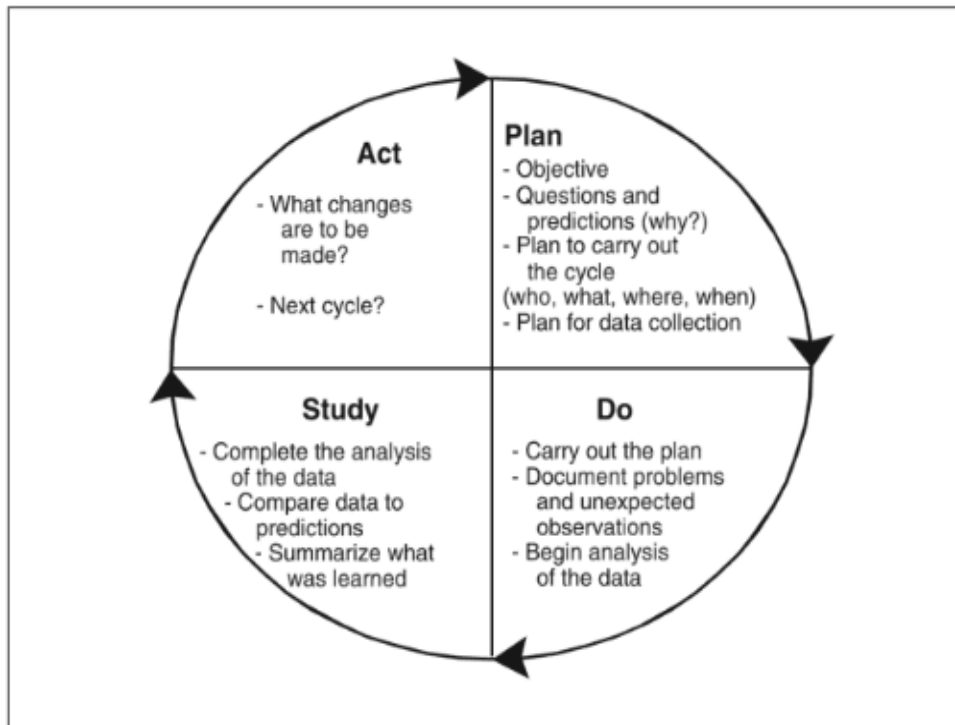 Act
- What changes
are to be
made?
- Next cycle?
Plan
- Objective
- Questions and
predictions (why?)
- Plan to carry out
the cycle
(who, what, where, when)
- Plan for data collection
Study
- Complete the analysis
of the data
- Compare data to
predictions
- Summarize what
was learned
Do
- Carry out the plan
- Document problems
and unexpected
observations
- Begin analysis
of the data